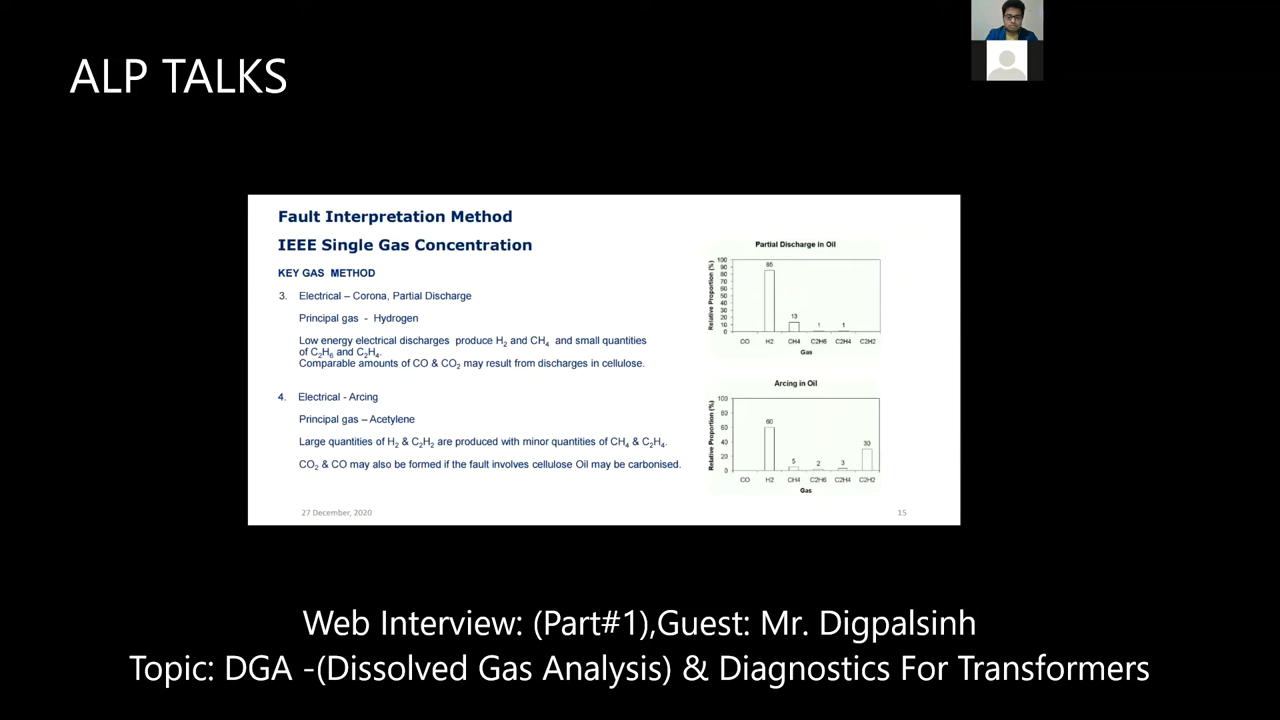 ALP TALKS
Fault Interpretation Method
IEEE Single Gas Concentration
KEY GAS METHOD
3. Electrical – Corona, Partial Discharge
Principal gas - Hydrogen
Low energy electrical discharges produce H2 and CH4 and small quantities
of C2H6 and C2H4.
Comparable amounts of CO & CO2 may result from discharges in cellulose.
4. Electrical - Arcing
Principal gas – Acetylene
Large quantities of H2 & C2H2 are produced with minor quantities of CH4 & C2H4.
CO2 & CO may also be formed if the fault involves cellulose Oil may be carbonised.
27 December, 2020
15
Partial Discharge in Oil
Relative Proportion (%)
100
90
80
70
60
50
40
30
20
10
0
85
13
1
1
CO H2 CH4 C2H6 C2H4 C2H2
Gas
Arcing in Oil
Relative Proportion (%)
100
80
60
40
20
0
60
5
2
3
30
CO H2 CH4 C2H6 C2H4 C2H2
Gas
Web Interview: (Part#1),Guest: Mr. Digpalsinh
Topic: DGA -(Dissolved Gas Analysis) & Diagnostics For Transformers